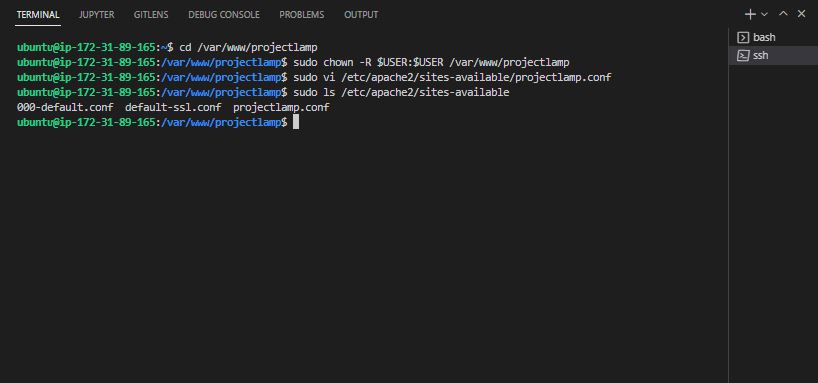 TERMINAL JUPYTER GITLENS DEBUG CONSOLE PROBLEMS OUTPUT
bash
ssh
ubuntu@ip-172-31-89-165:~$ cd /var/www/projectlamp
ubuntu@ip-172-31-89-165:/var/www/projectlamp$ sudo chown -R $USER:$USER /var/www/projectlamp
ubuntu@ip-172-31-89-165:/var/www/projectlamp$ sudo vi /etc/apache2/sites-available/projectlamp.conf
ubuntu@ip-172-31-89-165:/var/www/projectlamp$ sudo ls /etc/apache2/sites-available
000-default.conf  default-ssl.conf  projectlamp.conf
ubuntu@ip-172-31-89-165:/var/www/projectlamp$